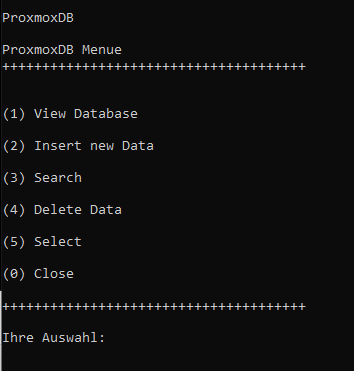 ProxmoxDB
ProxmoxDB Menue
++++++++++++++++++++++++++++++++++++++
(1) View Database
(2) Insert new Data
(3) Search
(4) Delete Data
(5) Select
(0) Close
++++++++++++++++++++++++++++++++++++++
Ihre Auswahl: